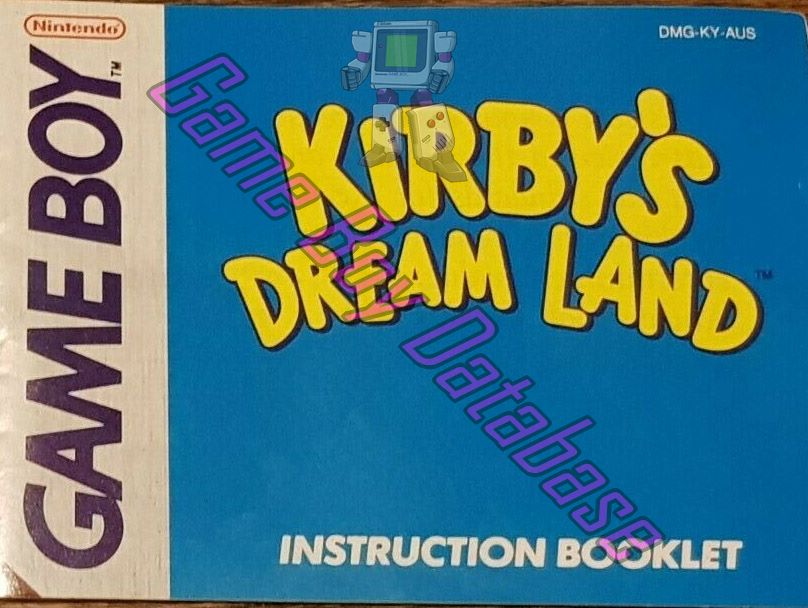 Nintendo®
GAME BOY™
DMG-KY-AUS
KIRBY'S
DREAM LAND™
INSTRUCTION BOOKLET
Game Boy Database